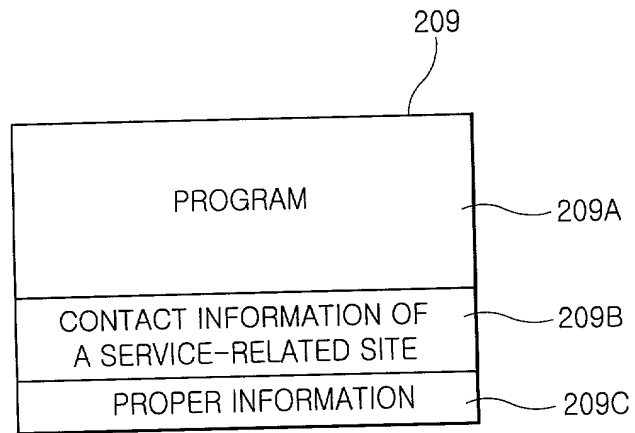 209
PROGRAM
209A
CONTACT INFORMATION OF
A SERVICE-RELATED SITE
209B
PROPER INFORMATION
209C